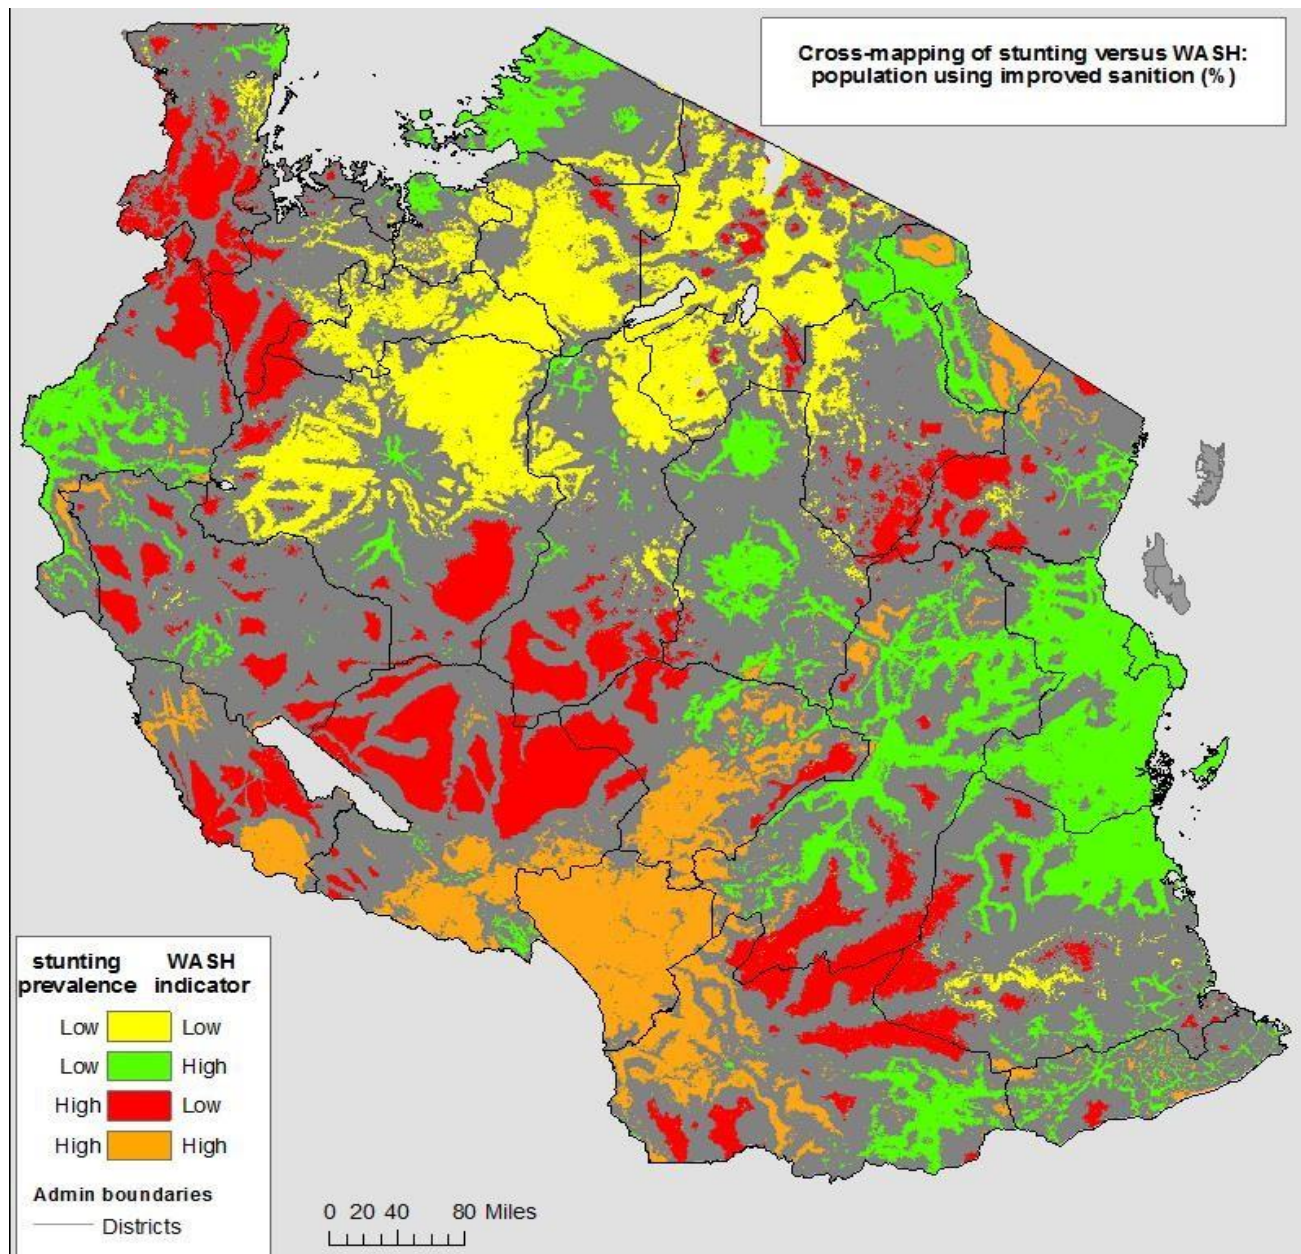 Cross-mapping of stunting versus WASH:
population using improved sanition (%)
stunting WASH
prevalence indicator
Low Low
Low High
High Low
High High
Admin boundaries
Districts
0 20 40 80 Miles